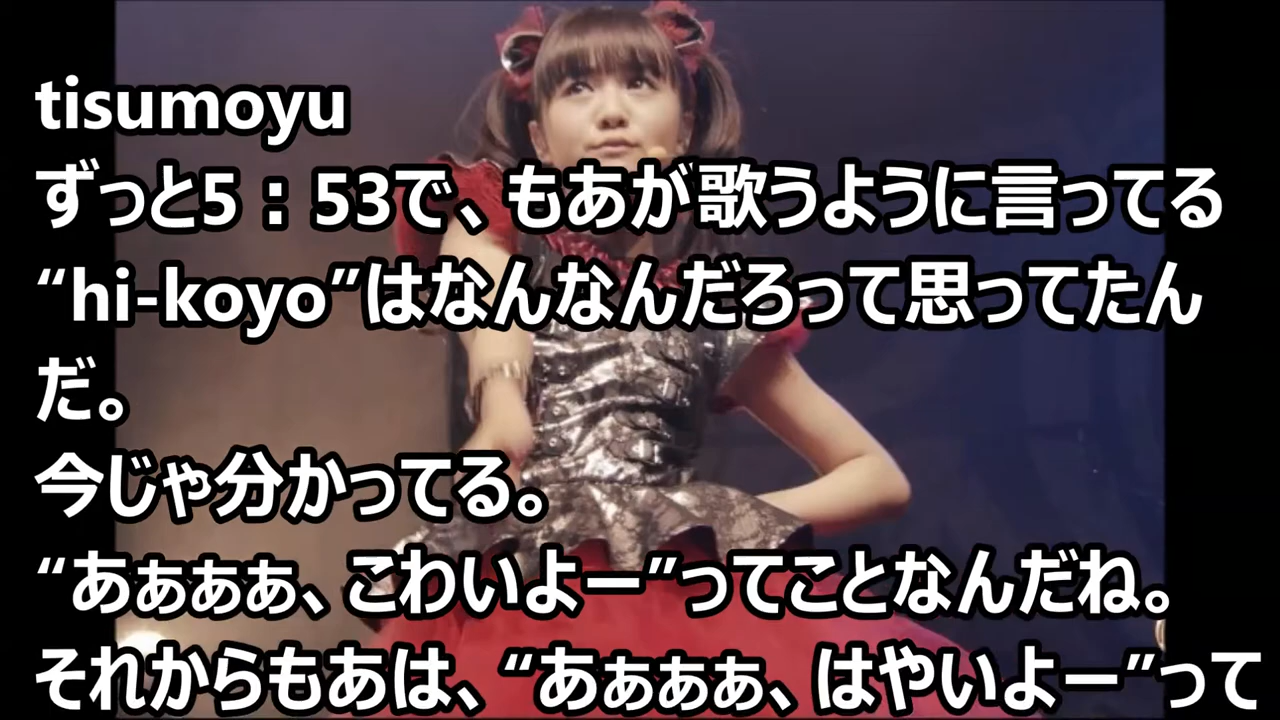 tisumoyu
ずっと5：53で、もあが歌うように言ってる
“hi-koyo”はなんなんだろって思ってたん
だ。
今じゃ分かってる。
“あぁぁぁ、こわいよー”ってことなんだね。
それからもあは、“あぁぁぁ、はやいよー”って